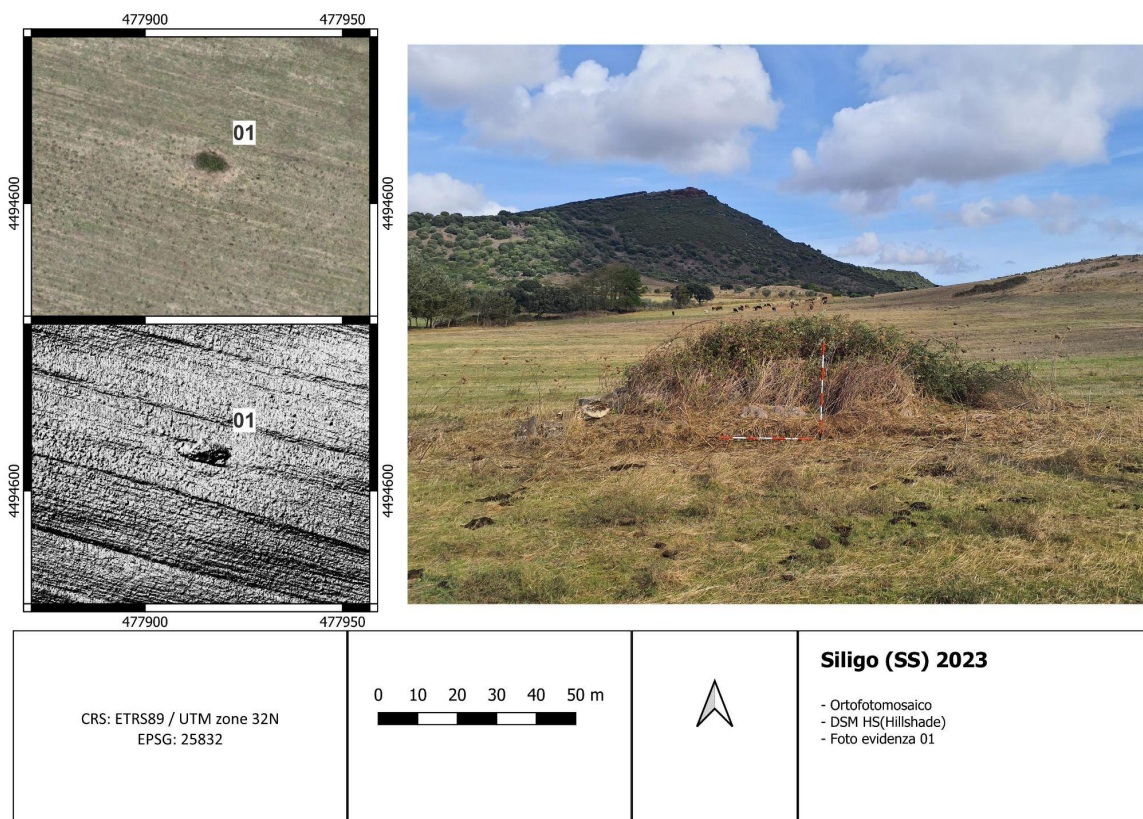 477900
477950
01
4494600
4494600
01
4494600
4494600
477900
477950
CRS: ETRS89 / UTM zone 32N
EPSG: 25832
0 10 20 30 40 50 m
Siligo (SS) 2023
- Ortofotomosaico
- DSM HS(Hillshade)
- Foto evidenza 01